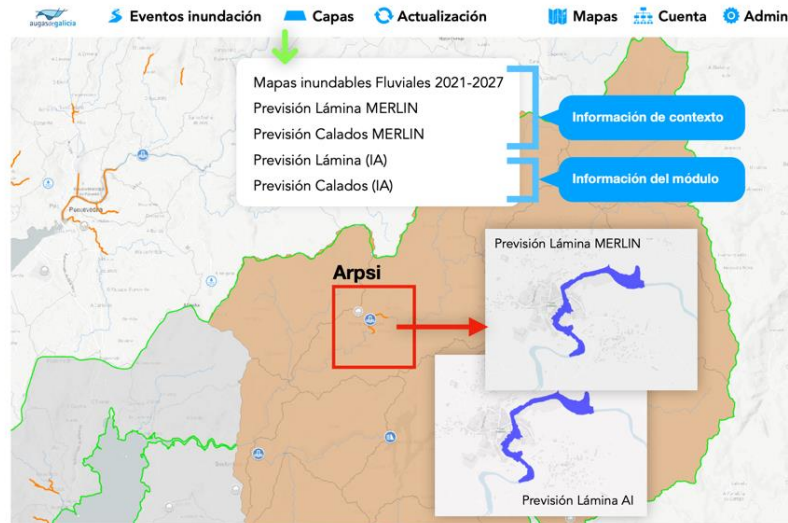 augasdegalicia
Eventos inundación
Capas
Actualización
Mapas
Cuenta
Admin
Mapas inundables Fluviales 2021-2027
Previsión Lámina MERLIN
Previsión Calados MERLIN
Previsión Lámina (IA)
Previsión Calados (IA)
Información de contexto
Información del módulo
Pontevedra
Arpsi
Previsión Lámina MERLIN
Previsión Lámina AI